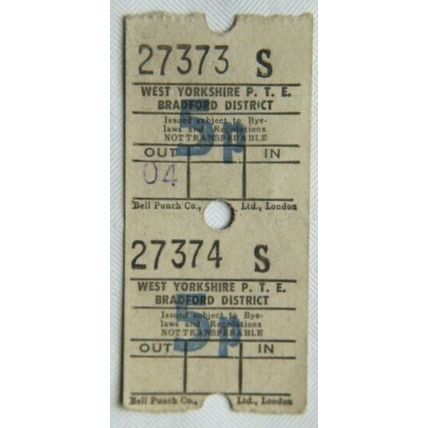 27373 S
WEST YORKSHIRE P. T. E.
BRADFORD DISTRICT
Issued subject to Bye-
laws and Regulations
NOT TRANSFERABLE
5p
OUT IN
04
Bell Punch Co., Ltd., London
27374 S
WEST YORKSHIRE P. T. E.
BRADFORD DISTRICT
Issued subject to Bye-
laws and Regulations
NOT TRANSFERABLE
5p
OUT IN
Bell Punch Co., Ltd., London